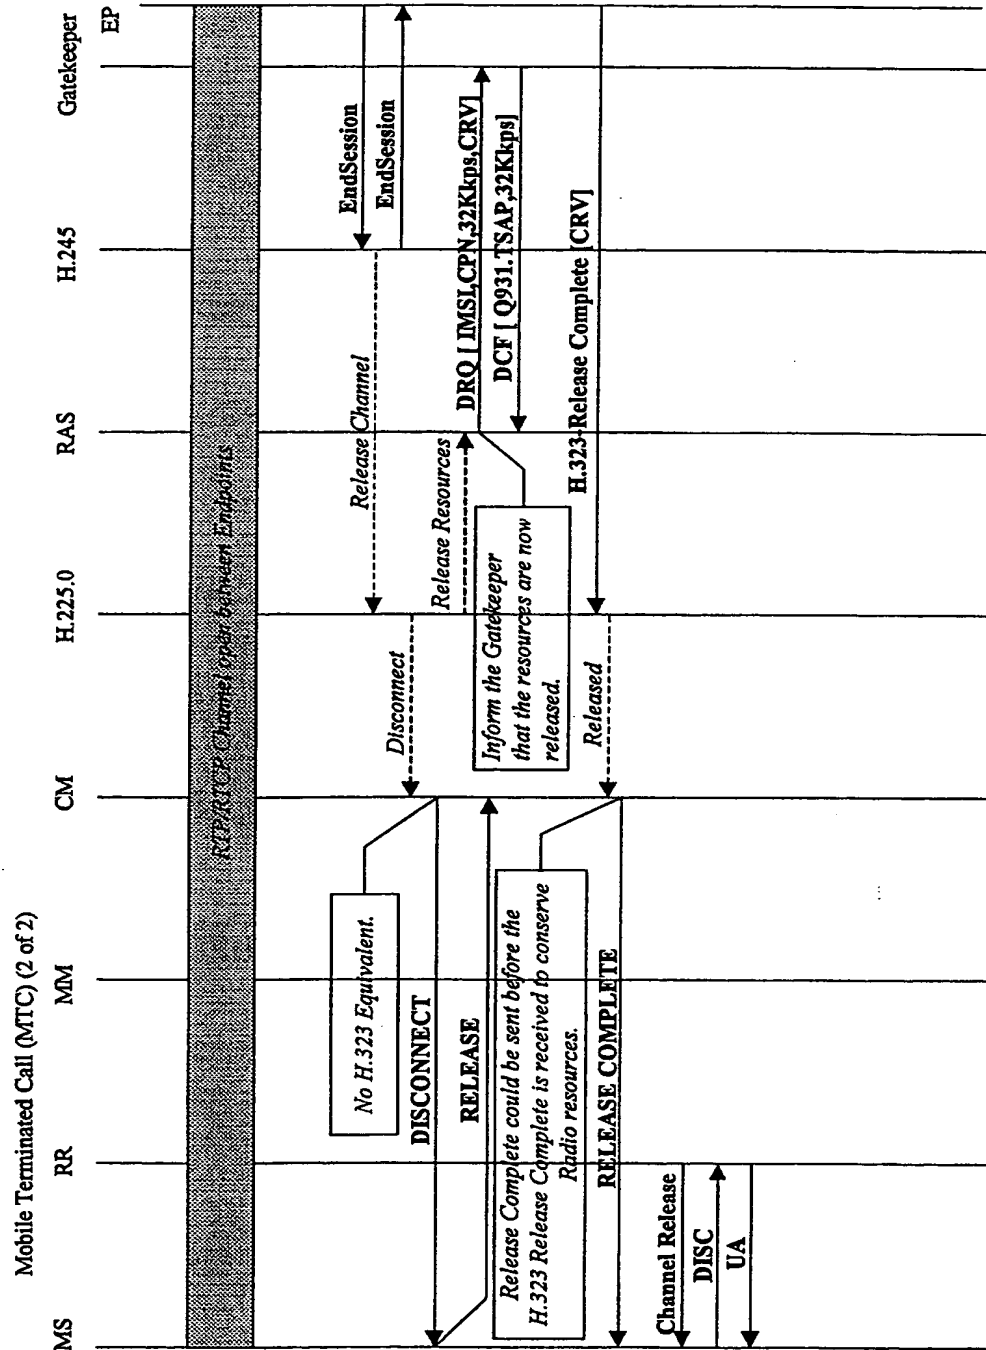 Mobile Terminated Call (MTC) (2 of 2)
MS
RR
MM
CM
H.225.0
RAS
H.245
Gatekeeper
EP
RTP/RTCP Channel open between Endpoints
EndSession
Release Channel
EndSession
Disconnect
No H.323 Equivalent.
DISCONNECT
Release Resources
DRQ [ IMSI,CPN,32Kkps,CRV]
RELEASE
DCF [ Q931.TSAP,32Kkps]
Inform the Gatekeeper
that the resources are now
released.
Release Complete could be sent before the
H.323 Release Complete is received to conserve
Radio resources.
H.323-Release Complete [CRV]
Released
RELEASE COMPLETE
Channel Release
DISC
UA